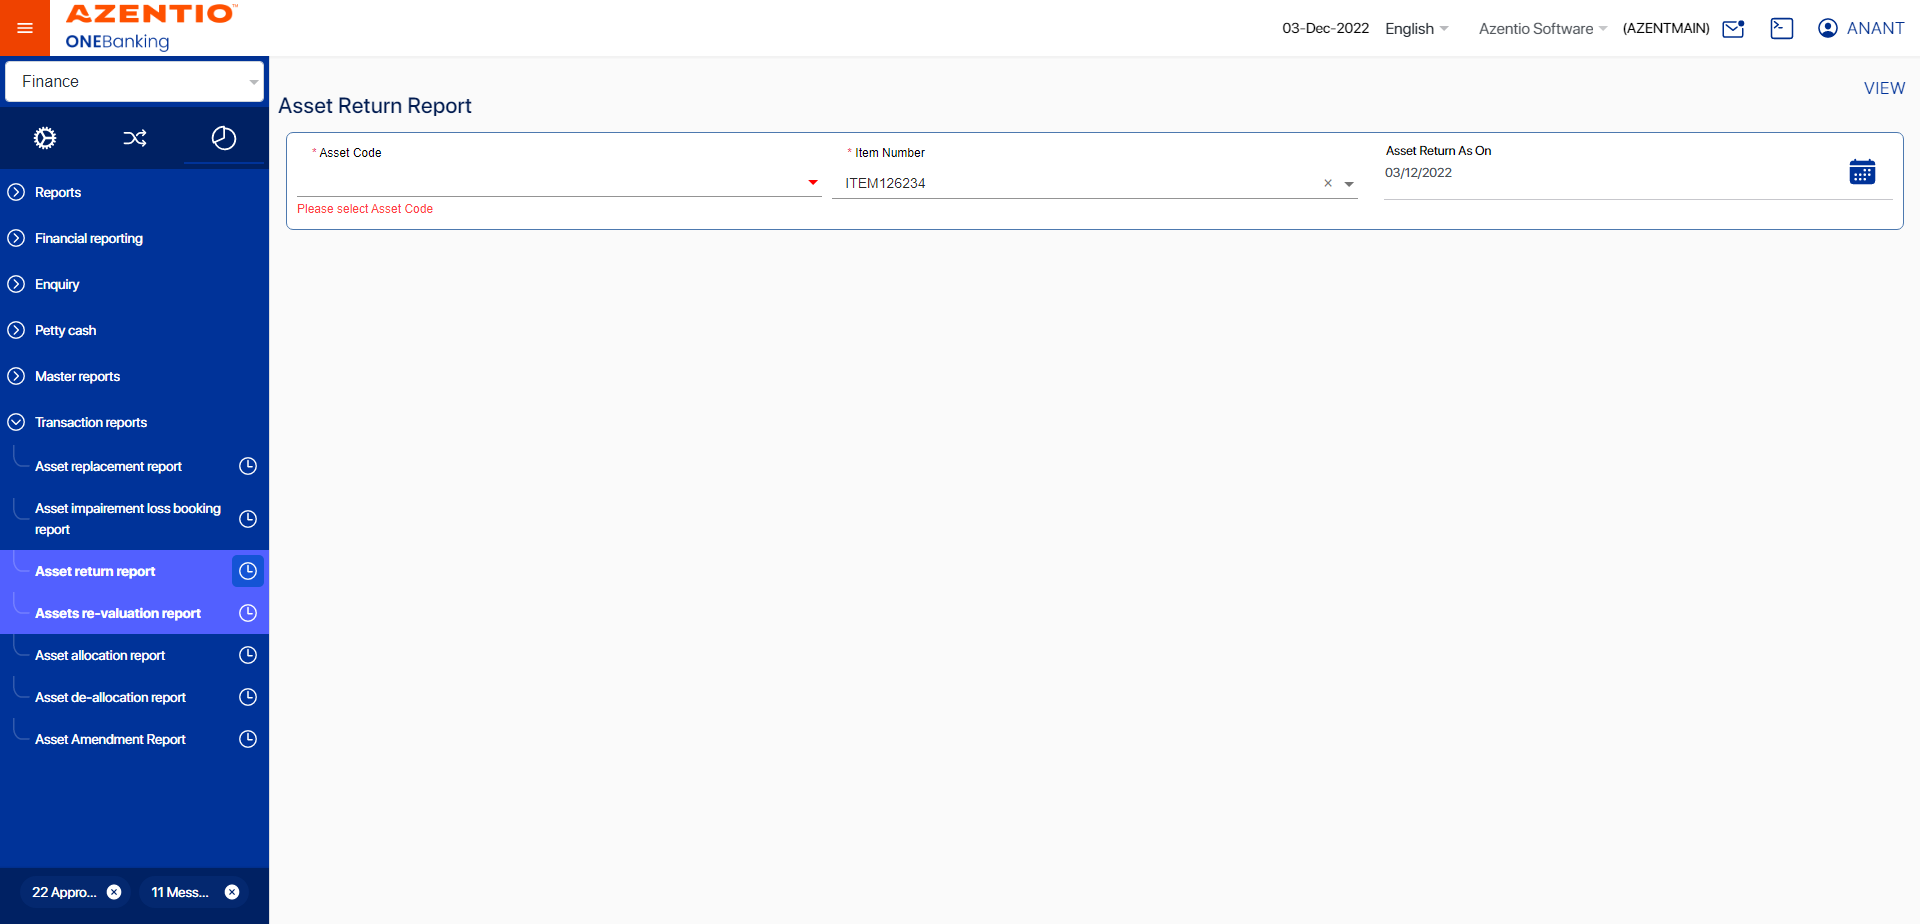 AZENTIO™
ONEBanking
03-Dec-2022 English Azentio Software (AZENTMAIN) ANANT
Finance
VIEW
Asset Return Report
* Asset Code
* Item Number
ITEM126234
Asset Return As On
03/12/2022
Please select Asset Code
Reports
Financial reporting
Enquiry
Petty cash
Master reports
Transaction reports
Asset replacement report
Asset impairement loss booking
report
Asset return report
Assets re-valuation report
Asset allocation report
Asset de-allocation report
Asset Amendment Report
22 Appro...
11 Mess...